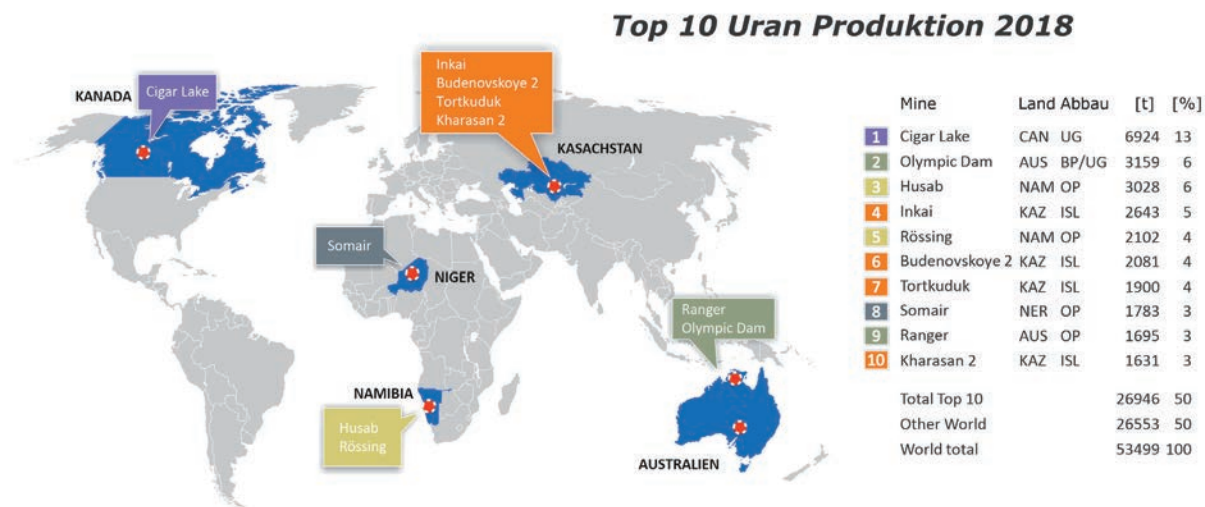 Top 10 Uran Produktion 2018
KANADA
Cigar Lake
Inkai
Budenovskoye 2
Tortkuduk
Kharasan 2
KASACHSTAN
Somair
NIGER
Ranger
Olympic Dam
NAMIBIA
Husab
Rössing
AUSTRALIEN
Mine Land Abbau [t] [%]
1 Cigar Lake CAN UG 6924 13
2 Olympic Dam AUS BP/UG 3159 6
3 Husab NAM OP 3028 6
4 Inkai KAZ ISL 2643 5
5 Rössing NAM OP 2102 4
6 Budenovskoye 2 KAZ ISL 2081 4
7 Tortkuduk KAZ ISL 1900 4
8 Somair NER OP 1783 3
9 Ranger AUS OP 1695 3
10 Kharasan 2 KAZ ISL 1631 3
Total Top 10 26946 50
Other World 26553 50
World total 53499 100